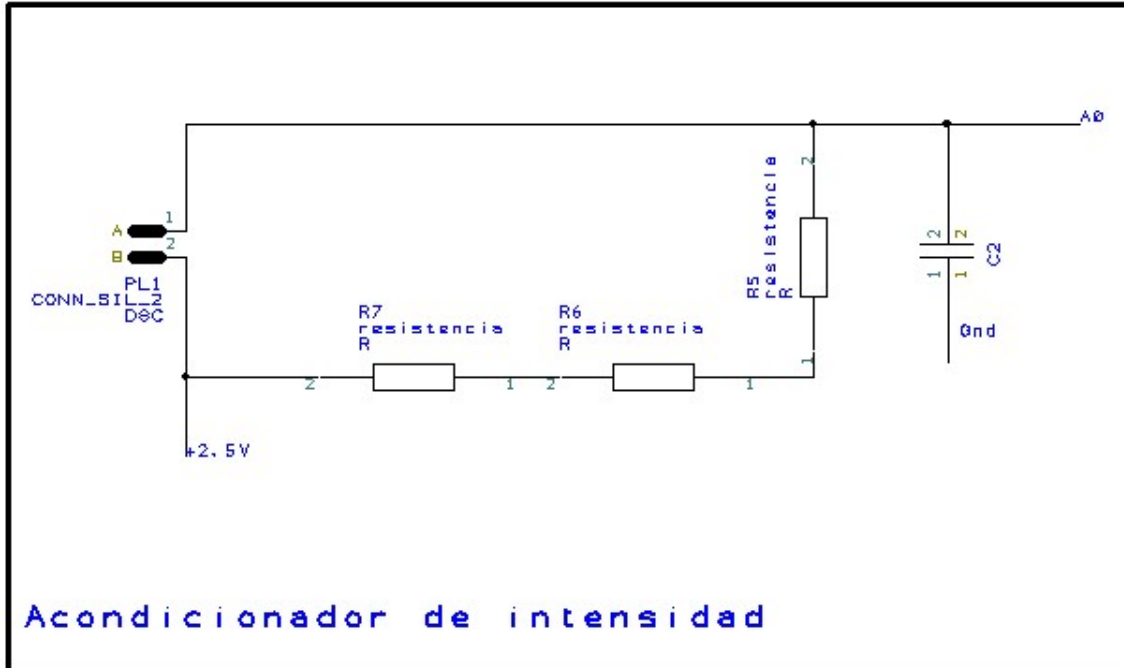 A0
2
resistencia
R5
R
1
A
1
B
2
PL1
CONN_SIL_2
DSC
2
2
C2
1
1
Gnd
R7
resistencia
R
2
1
R6
resistencia
R
2
1
+2.5V
Acondicionador de intensidad